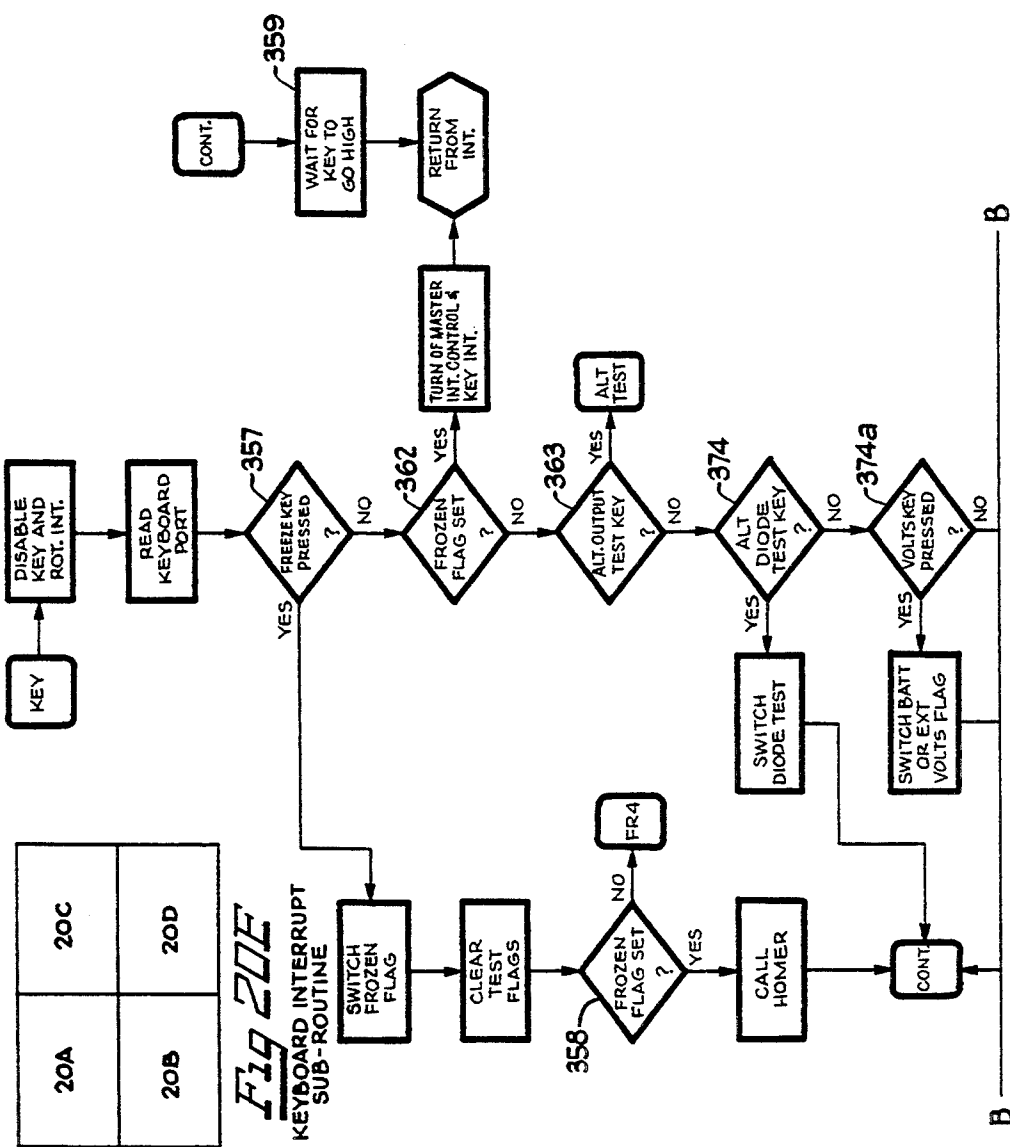 20A
20C
20B
20D
Fig 20E
KEYBOARD INTERRUPT
SUB-ROUTINE
KEY
DISABLE
KEY AND
ROT. INT.
READ
KEYBOARD
PORT
357
FREEZE KEY
PRESSED
?
YES
NO
362
FROZEN
FLAG SET
?
YES
NO
TURN OF MASTER
INT. CONTROL &
KEY INT.
CONT.
359
WAIT FOR
KEY TO
GO HIGH
RETURN
FROM
INT.
363
ALT. OUTPUT
TEST KEY
?
YES
NO
ALT
TEST
374
ALT
DIODE
TEST KEY
?
YES
NO
SWITCH
DIODE TEST
374a
VOLTS KEY
PRESSED
?
YES
NO
SWITCH BATT
OR EXT
VOLTS FLAG
SWITCH
FROZEN
FLAG
CLEAR
TEST
FLAGS
358
FROZEN
FLAG SET
?
NO
YES
FR4
CALL
HOMER
CONT.
B
B